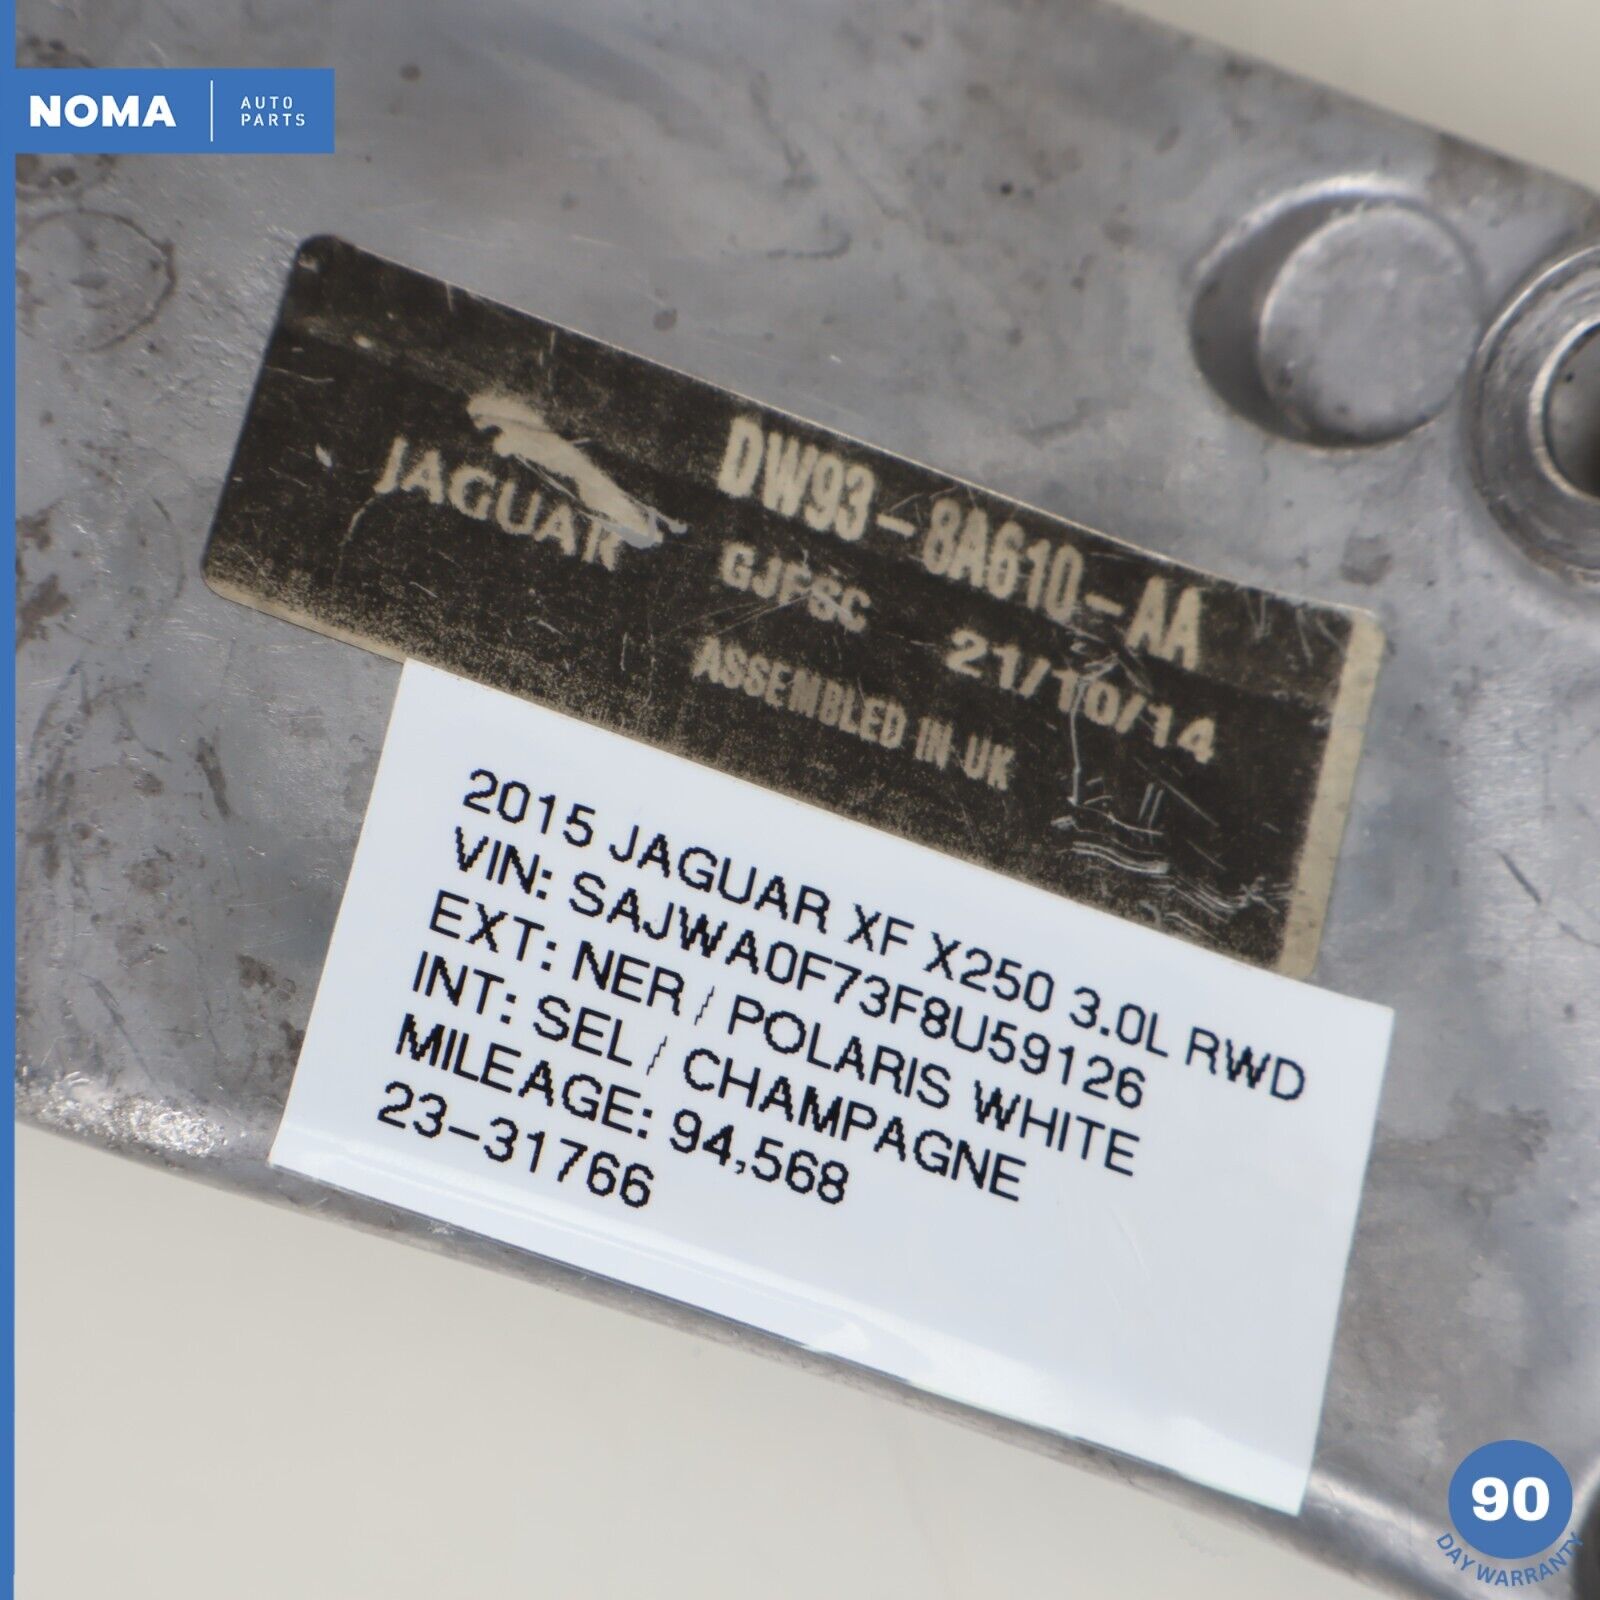 NOMA
AUTO
PARTS
JAGUAR
DW93-8A610-AA
GJFSC
21/10/14
ASSEMBLED IN UK
2015 JAGUAR XF X250 3.0L RWD
VIN: SAJWA0F73F8U59126
EXT: NER / POLARIS WHITE
INT: SEL / CHAMPAGNE
MILEAGE: 94,568
23-31766
90
DAY WARRANTY